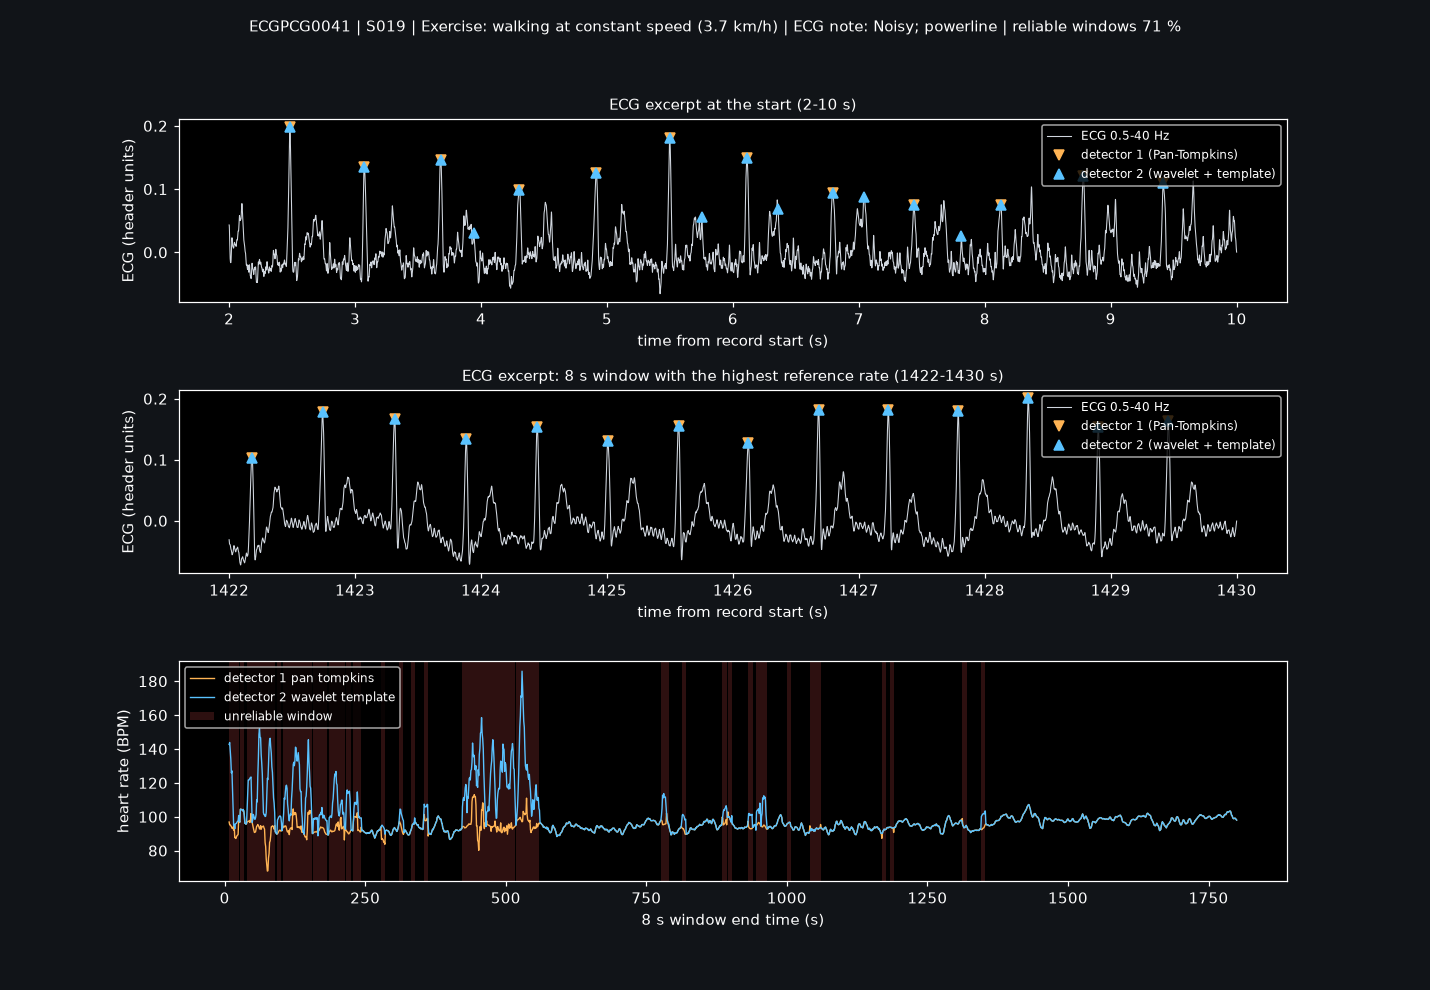 ECGPCG0041 | S019 | Exercise: walking at constant speed (3.7 km/h) | ECG note: Noisy; powerline | reliable windows 71 %
ECG excerpt at the start (2-10 s)
ECG (header units)
0.2
0.1
0.0
ECG 0.5-40 Hz
detector 1 (Pan-Tompkins)
detector 2 (wavelet + template)
2 3 4 5 6 7 8 9 10
time from record start (s)
ECG excerpt: 8 s window with the highest reference rate (1422-1430 s)
ECG (header units)
0.2
0.1
0.0
ECG 0.5-40 Hz
detector 1 (Pan-Tompkins)
detector 2 (wavelet + template)
1422 1423 1424 1425 1426 1427 1428 1429 1430
time from record start (s)
heart rate (BPM)
180
160
140
120
100
80
detector 1 pan tompkins
detector 2 wavelet template
unreliable window
0 250 500 750 1000 1250 1500 1750
8 s window end time (s)